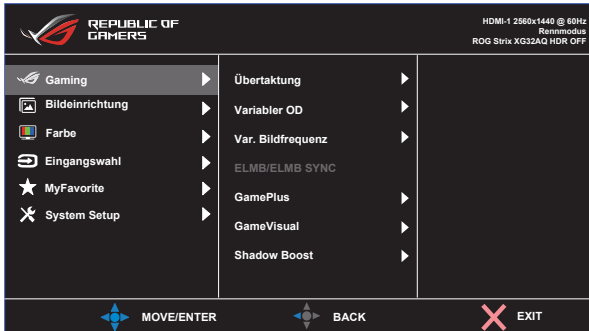 REPUBLIC OF
GAMERS
HDMI-1 2560x1440 @ 60Hz
Rennmodus
ROG Strix XG32AQ HDR OFF
Gaming
Bildeinrichtung
Farbe
Eingangswahl
MyFavorite
System Setup
Übertaktung
Variabler OD
Var. Bildfrequenz
ELMB/ELMB SYNC
GamePlus
GameVisual
Shadow Boost
MOVE/ENTER
BACK
EXIT